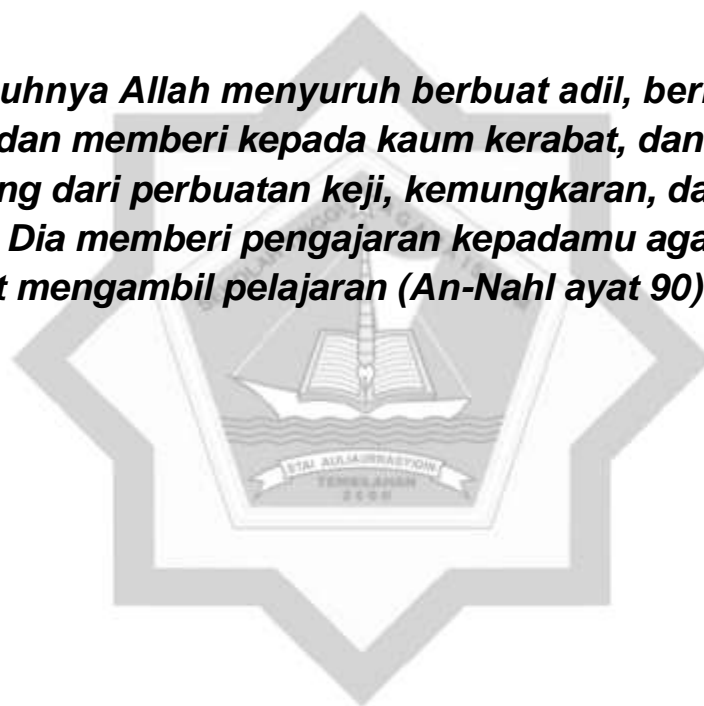 uhnya Allah menyuruh berbuat adil, ber
dan memberi kepada kaum kerabat, dan
ng dari perbuatan keji, kemungkaran, da
Dia memberi pengajaran kepadamu aga
t mengambil pelajaran (An-Nahl ayat 90)
STAI AULIAURRASYIDIN
TEMBILAHAN